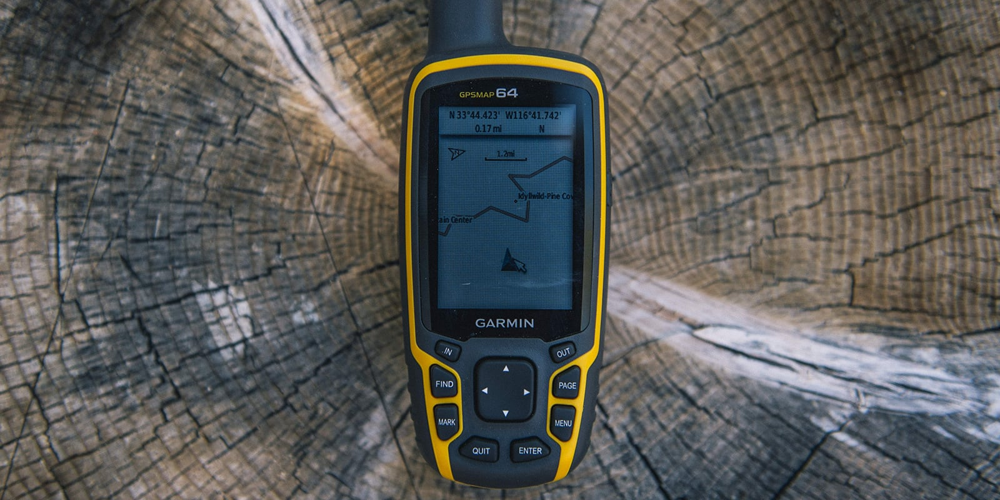 GPSMAP 64
N 33°44.423' W116°41.742'
0.17 mi N
N
1.2mi
Idyllwild-Pine Cov
tain Center
GARMIN
IN
OUT
FIND
PAGE
MARK
MENU
QUIT
ENTER